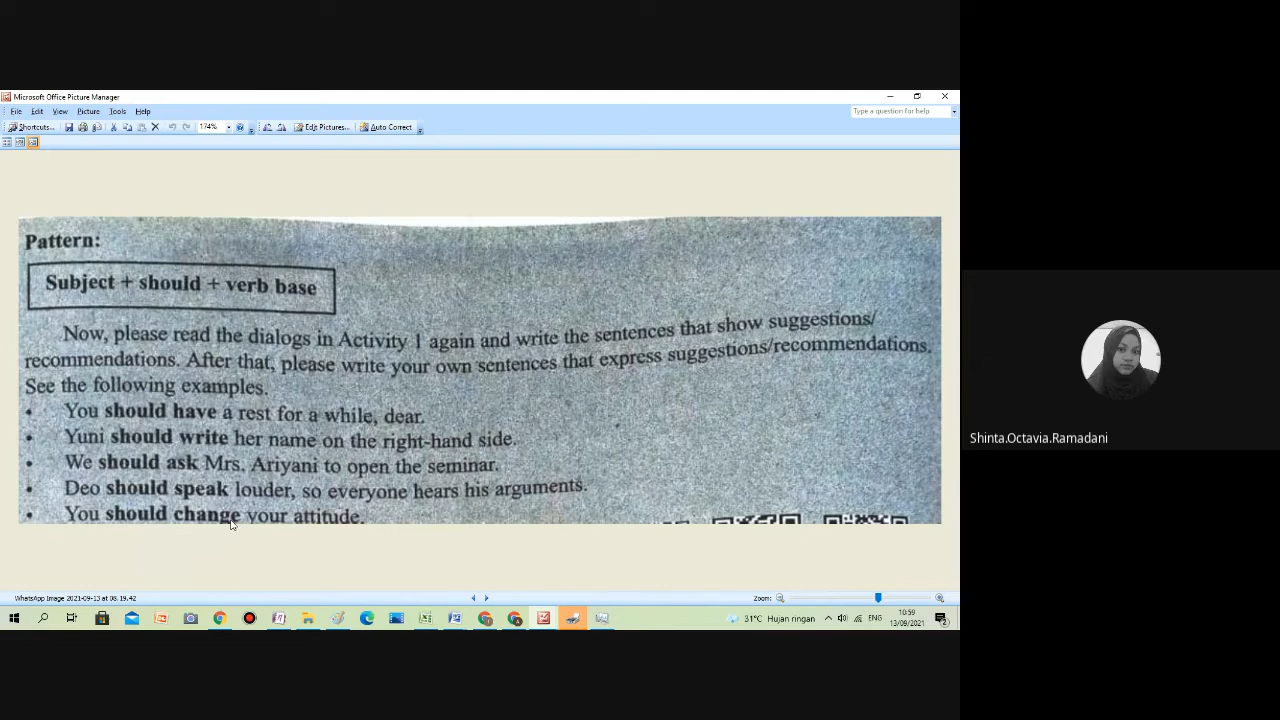 Microsoft Office Picture Manager
File Edit View Picture Tools Help
Type a question for help
Shortcuts...
174%
Edit Pictures...
Auto Correct
Pattern:
Subject + should + verb base
Now, please read the dialogs in Activity 1 again and write the sentences that show suggestions/
recommendations. After that, please write your own sentences that express suggestions/recommendations.
See the following examples.
• You should have a rest for a while, dear.
• Yuni should write her name on the right-hand side.
• We should ask Mrs. Ariyani to open the seminar.
• Deo should speak louder, so everyone hears his arguments.
• You should change your attitude.
Shinta.Octavia.Ramadani
WhatsApp Image 2021-09-13 at 08.19.42
Zoom:
31°C Hujan ringan
ENG
10:59
13/09/2021
2